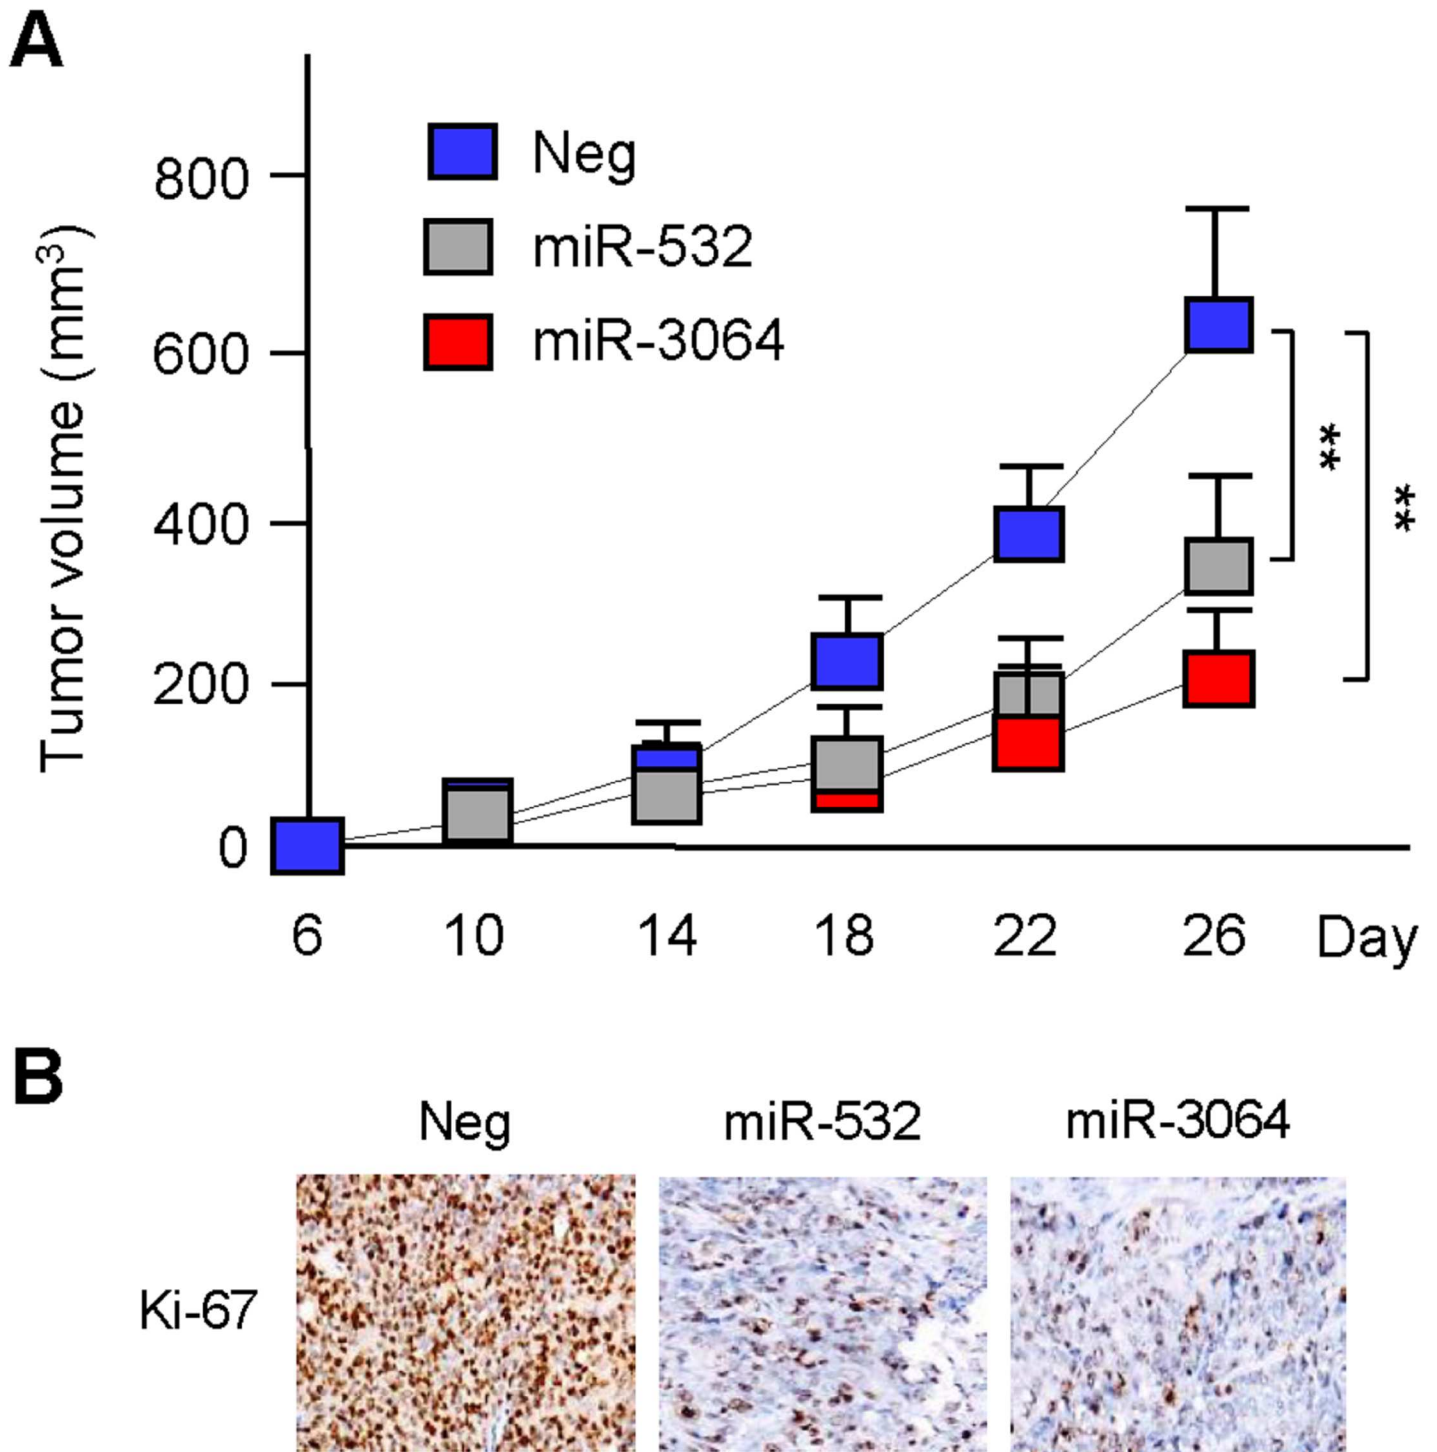 A
Tumor volume (mm³)
800
600
400
200
0
Neg
miR-532
miR-3064
**
**
6 10 14 18 22 26 Day
B
Neg miR-532 miR-3064
Ki-67